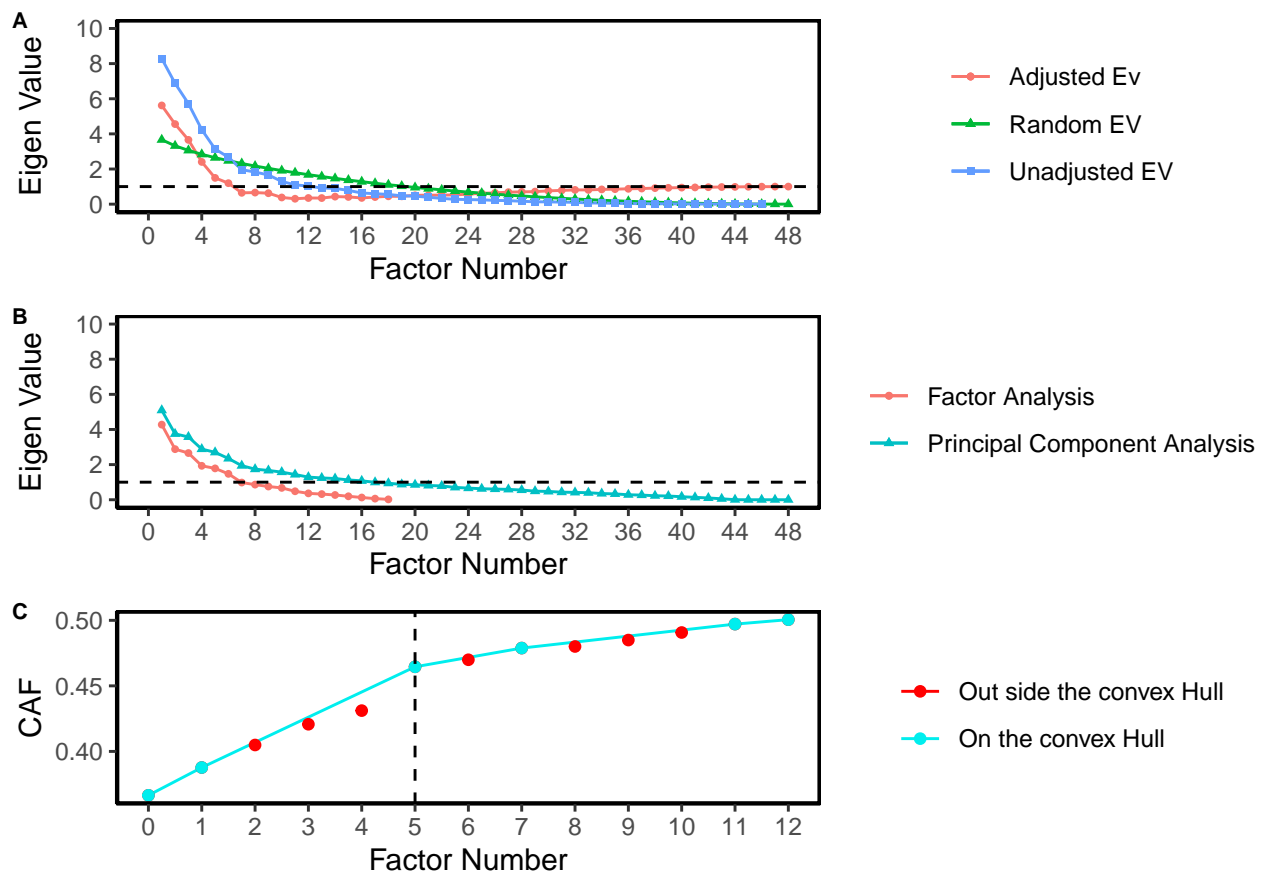 A
Eigen Value
10
8
6
4
2
0
0 4 8 12 16 20 24 28 32 36 40 44 48
Factor Number
Adjusted Ev
Random EV
Unadjusted EV
B
Eigen Value
10
8
6
4
2
0
0 4 8 12 16 20 24 28 32 36 40 44 48
Factor Number
Factor Analysis
Principal Component Analysis
C
CAF
0.50
0.45
0.40
0 1 2 3 4 5 6 7 8 9 10 11 12
Factor Number
Out side the convex Hull
On the convex Hull